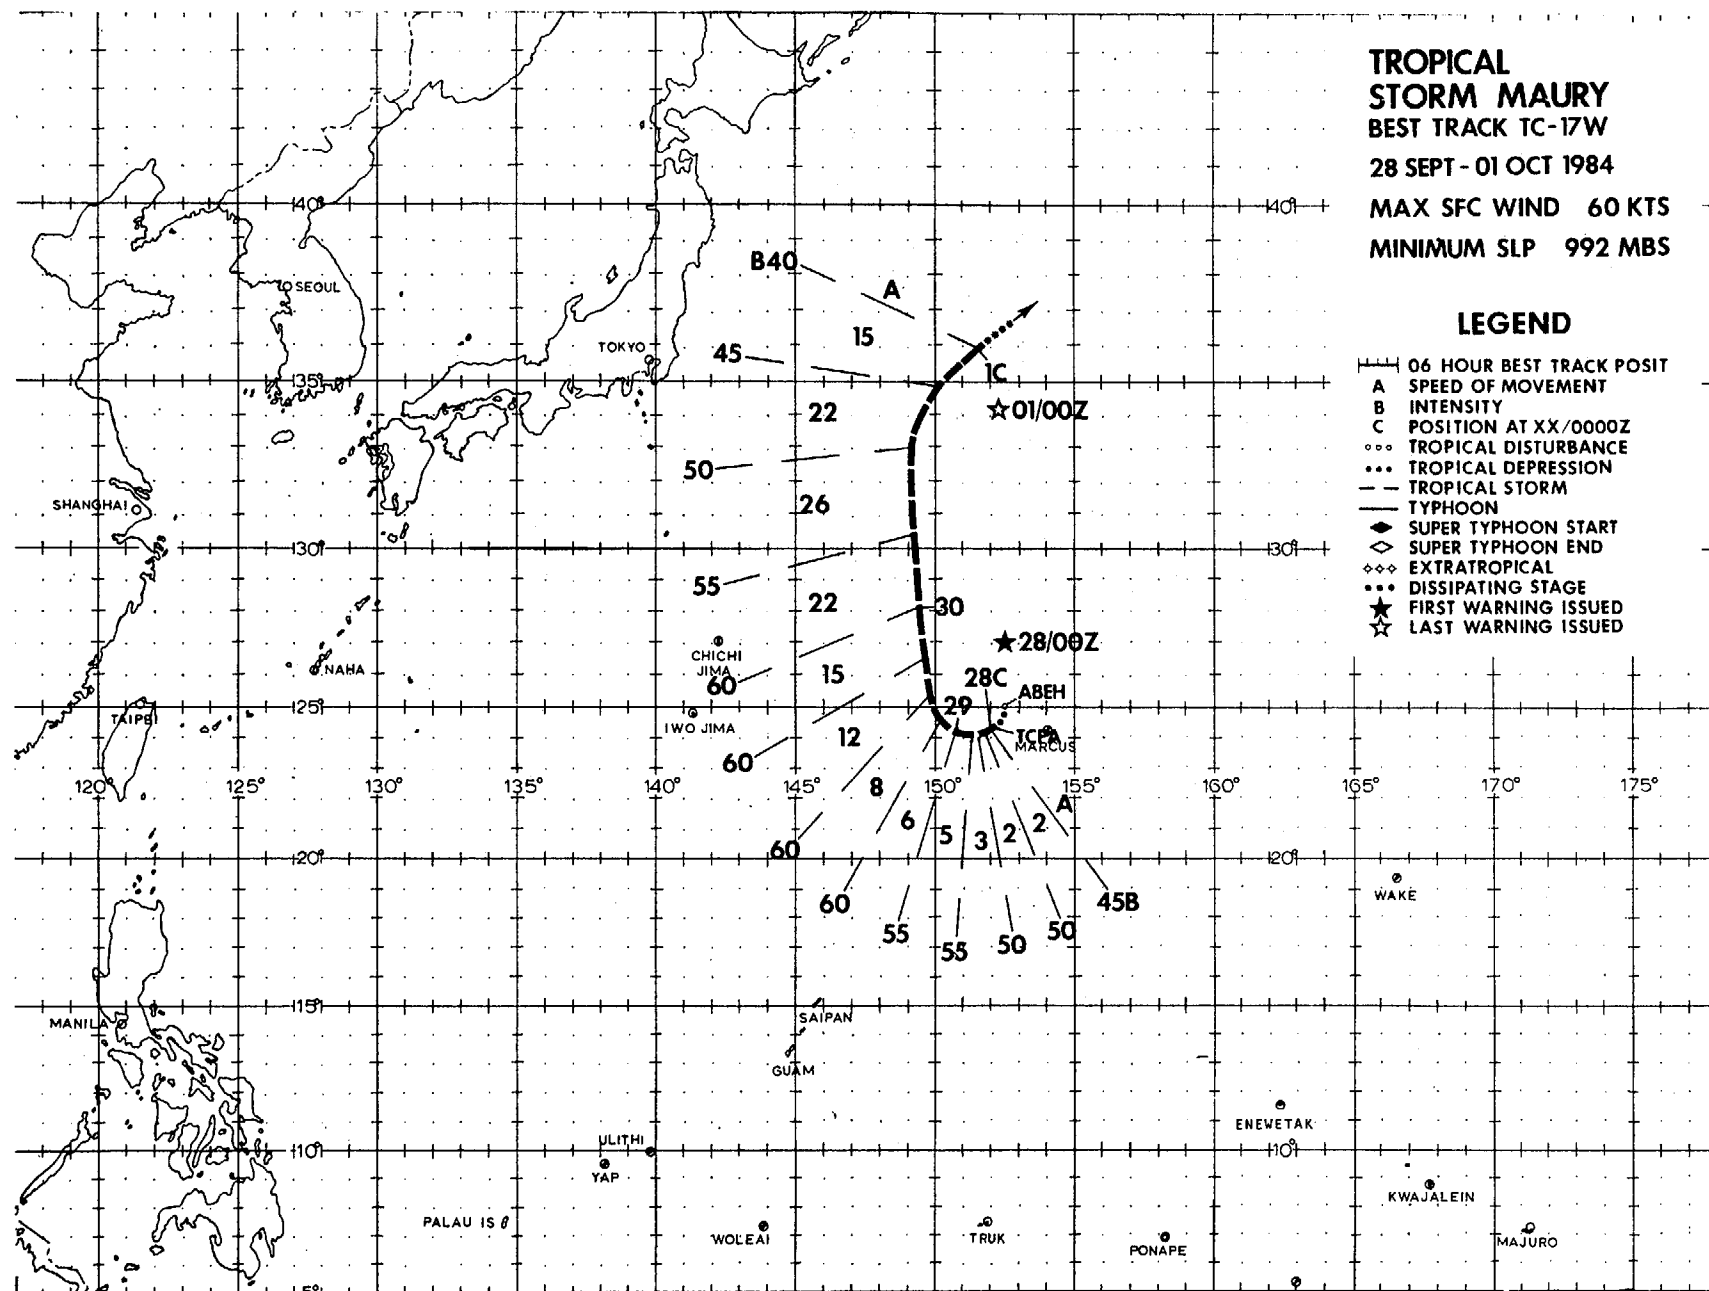 TROPICAL
STORM MAURY
BEST TRACK TC-17W
28 SEPT - 01 OCT 1984
MAX SFC WIND 60 KTS
MINIMUM SLP 992 MBS
LEGEND
06 HOUR BEST TRACK POSIT
A SPEED OF MOVEMENT
B INTENSITY
C POSITION AT XX/0000Z
TROPICAL DISTURBANCE
TROPICAL DEPRESSION
TROPICAL STORM
TYPHOON
SUPER TYPHOON START
SUPER TYPHOON END
EXTRATROPICAL
DISSIPATING STAGE
FIRST WARNING ISSUED
LAST WARNING ISSUED
40° 40°
B40
A
SEOUL
15
TOKYO
45
35°
1C
22
01/00Z
50
SHANGHAI
26
30° 30°
55
22
30
28/00Z
CHICHI
JIMA
NAHA
60
15
28C
ABEH
29
25°
TAIPEI
IWO JIMA
12
TCFA
MARCUS
60
120° 125° 130° 140° 145° 150° 155° 160° 165° 170° 175°
8
A
6
5
3
2
2
60
20° 20°
60
45B
WAKE
55
55
50
50
15°
MANILA
SAIPAN
GUAM
ENEWETAK
ULITHI
10° 10°
YAP
KWAJALEIN
PALAU IS
WOLEAI
TRUK
PONAPE
MAJURO
5°